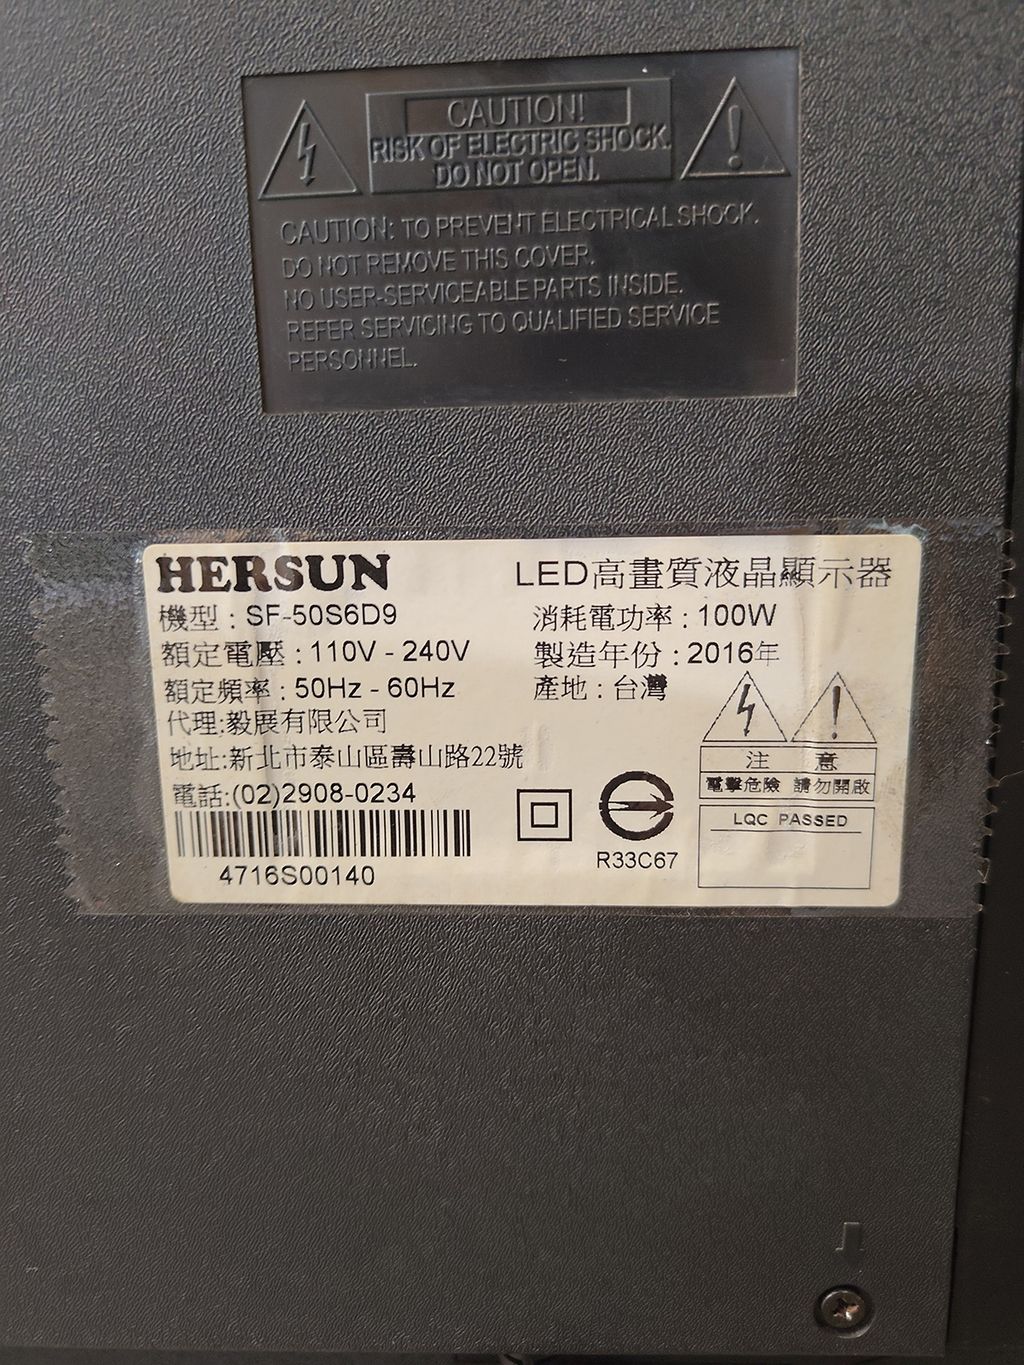 CAUTION!
RISK OF ELECTRIC SHOCK.
DO NOT OPEN.
CAUTION: TO PREVENT ELECTRICAL SHOCK.
DO NOT REMOVE THIS COVER.
NO USER-SERVICEABLE PARTS INSIDE.
REFER SERVICING TO QUALIFIED SERVICE
PERSONNEL.
HERSUN LED高畫質液晶顯示器
機型：SF-50S6D9 消耗電功率：100W
額定電壓：110V - 240V 製造年份：2016年
額定頻率：50Hz - 60Hz 產地：台灣
代理:毅展有限公司
地址:新北市泰山區壽山路22號
電話:(02)2908-0234
4716S00140
R33C67
注 意
電擊危險 請勿開啟
LQC PASSED